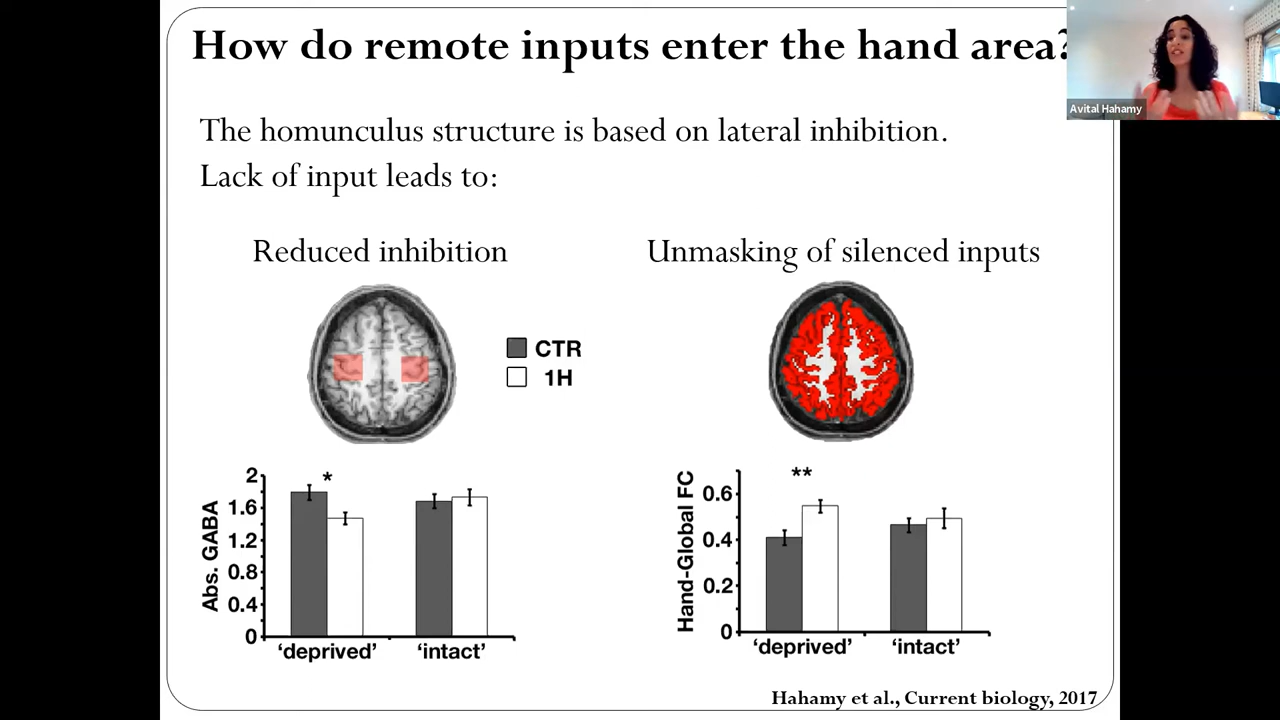 How do remote inputs enter the hand area?
Avital Hahamy
The homunculus structure is based on lateral inhibition.
Lack of input leads to:
Reduced inhibition
Unmasking of silenced inputs
CTR
1H
Abs. GABA
2
1.6
1.2
0.8
0.4
0
*
'deprived'
'intact'
Hand-Global FC
0.6
0.4
0.2
0
**
'deprived'
'intact'
Hahamy et al., Current biology, 2017